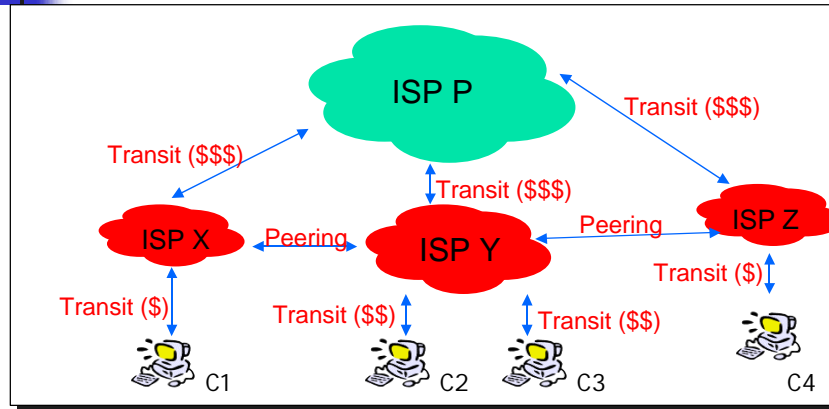 ISP P
Transit ($$$)
Transit ($$$)
Transit ($$$)
ISP X
Peering
ISP Y
Peering
ISP Z
Transit ($)
Transit ($$)
Transit ($$)
Transit ($)
C1
C2
C3
C4